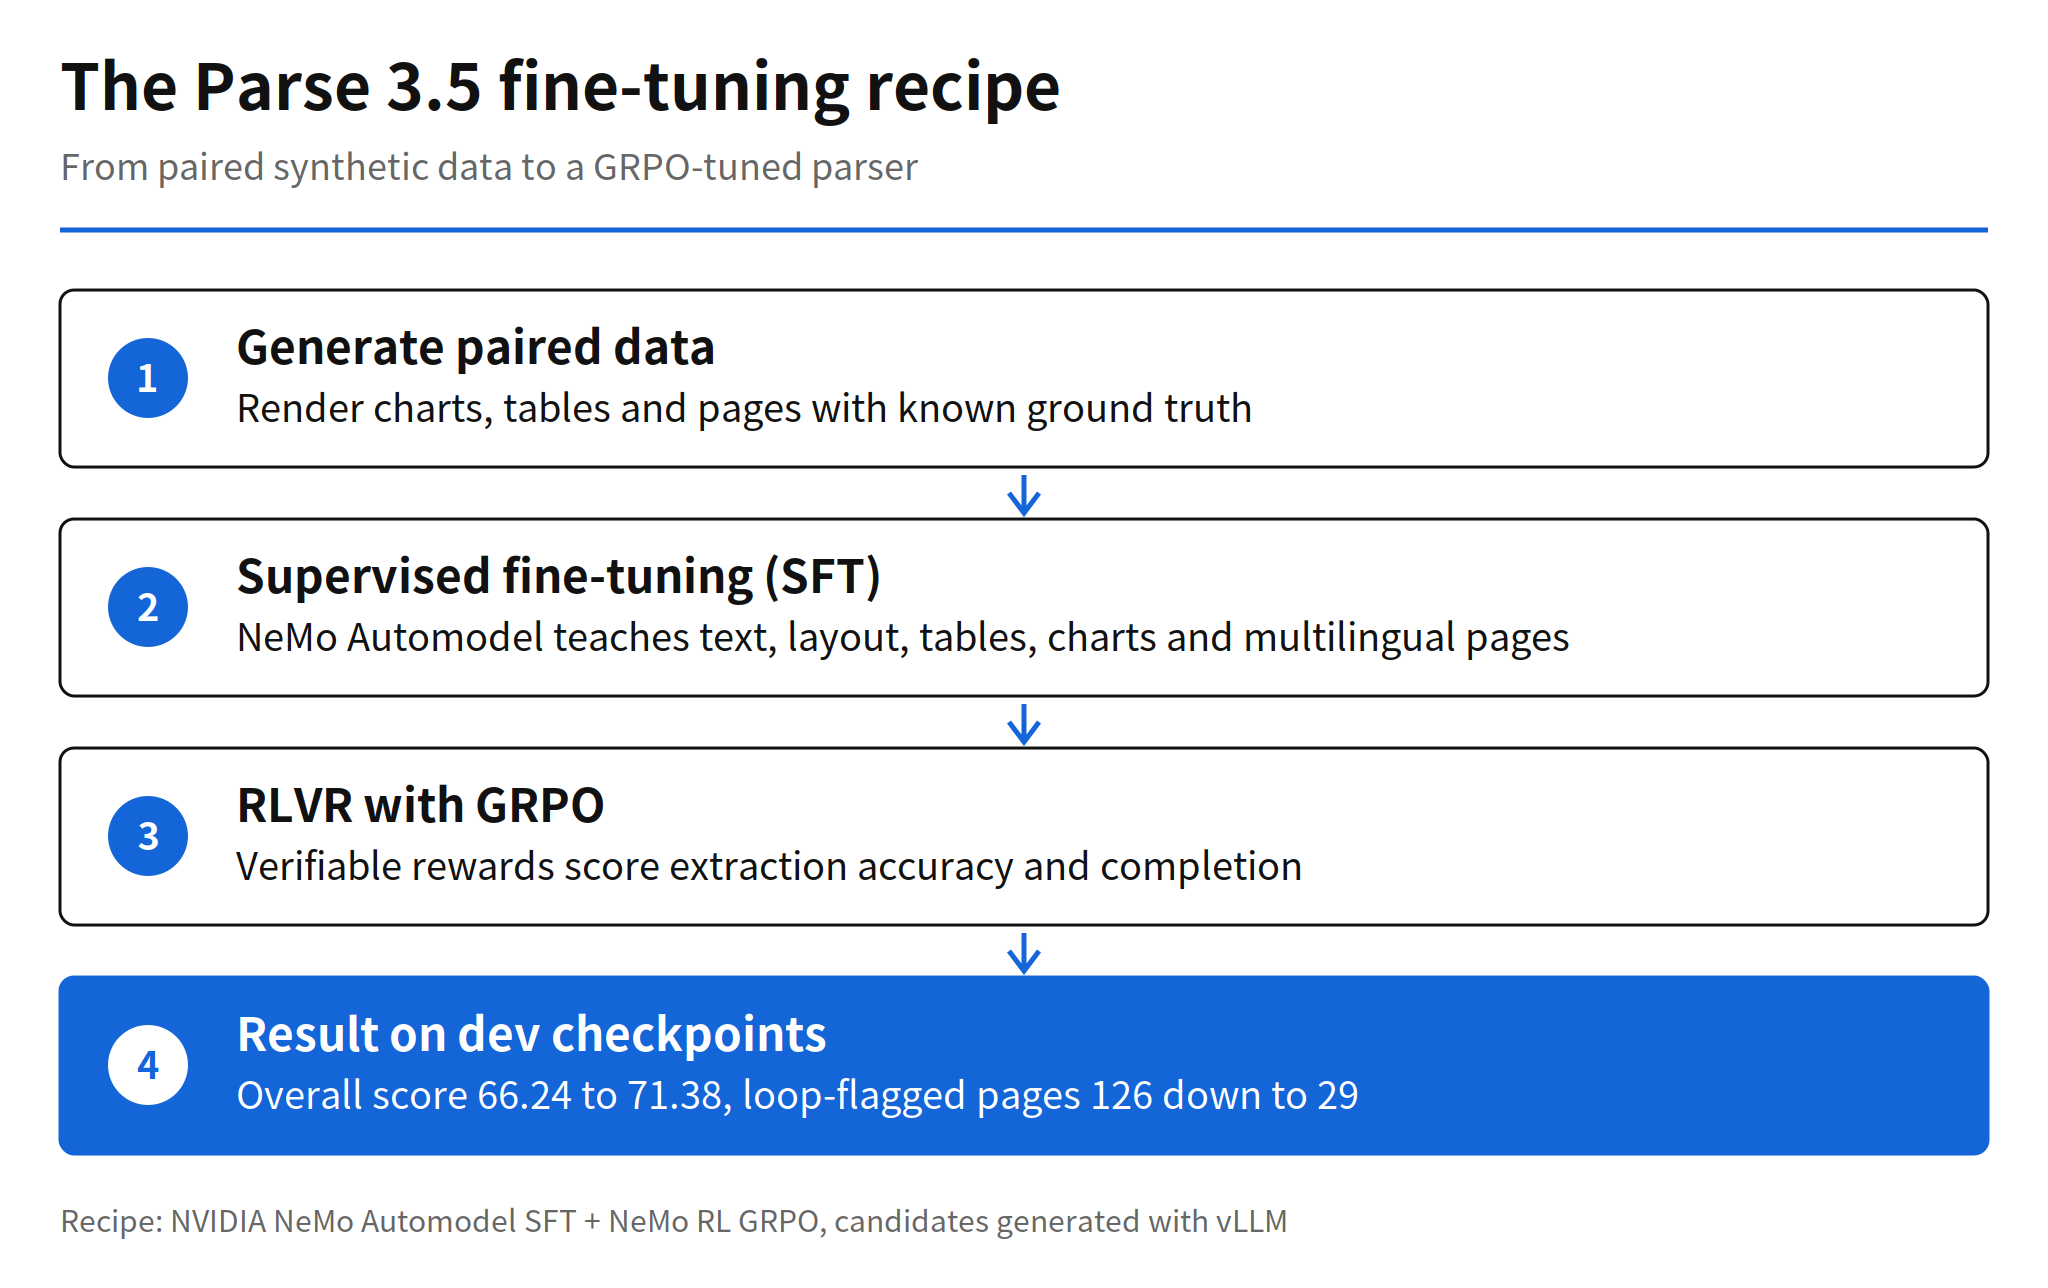 The Parse 3.5 fine-tuning recipe
From paired synthetic data to a GRPO-tuned parser
1
Generate paired data
Render charts, tables and pages with known ground truth
2
Supervised fine-tuning (SFT)
NeMo Automodel teaches text, layout, tables, charts and multilingual pages
3
RLVR with GRPO
Verifiable rewards score extraction accuracy and completion
4
Result on dev checkpoints
Overall score 66.24 to 71.38, loop-flagged pages 126 down to 29
Recipe: NVIDIA NeMo Automodel SFT + NeMo RL GRPO, candidates generated with vLLM